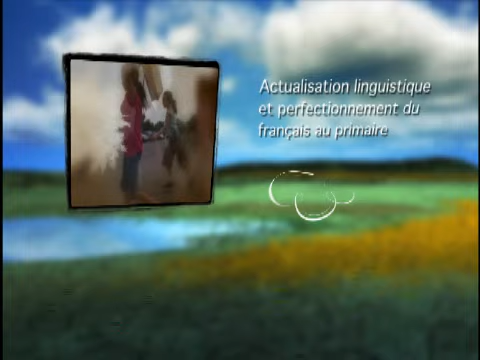 Actualisation linguistique
et perfectionnement du
français au primaire